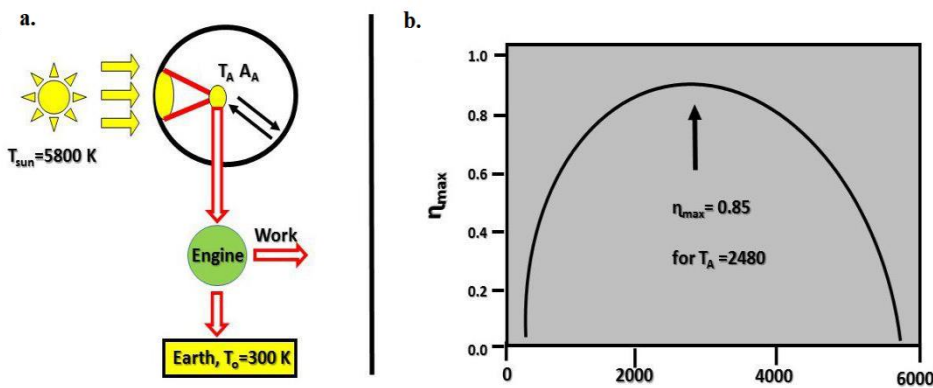 a.
T_A A_A
T_sun=5800 K
Engine
Work
Earth, T_o=300 K
b.
η_max
1.0
0.8
0.6
0.4
0.2
0.0
η_max= 0.85
for T_A =2480
0 2000 4000 6000